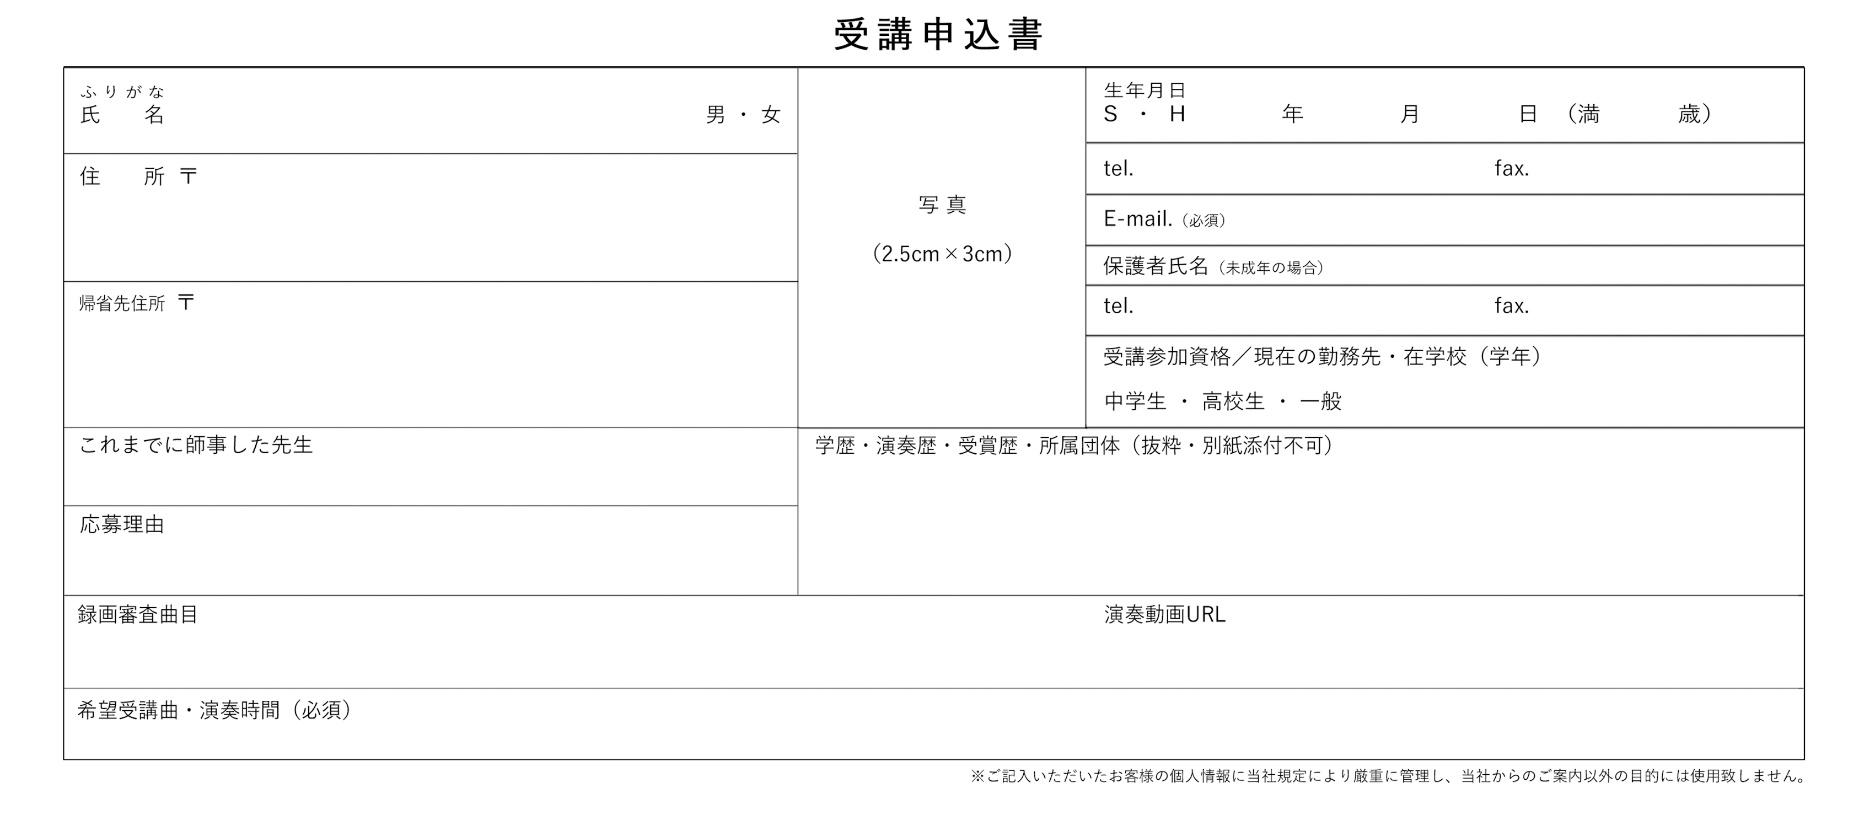 受講申込書
ふりがな
氏　　名　　男 ・ 女
住　　所 〒
帰省先住所 〒
写真
（2.5cm×3cm）
生年月日
S ・ H　　年　　月　　日 （満　　歳）
tel.　　fax.
E-mail.（必須）
保護者氏名（未成年の場合）
tel.　　fax.
受講参加資格／現在の勤務先・在学校（学年）
中学生 ・ 高校生 ・ 一般
これまでに師事した先生
応募理由
学歴・演奏歴・受賞歴・所属団体（抜粋・別紙添付不可）
録画審査曲目
演奏動画URL
希望受講曲・演奏時間（必須）
※ご記入いただいたお客様の個人情報に当社規定により厳重に管理し、当社からのご案内以外の目的には使用致しません。